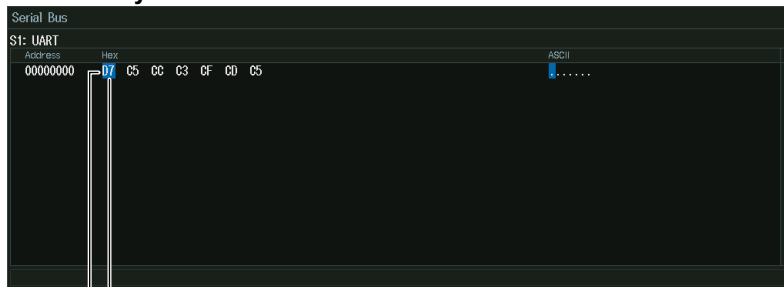 Serial Bus
S1: UART
Address Hex ASCII
00000000 D7 C5 CC C3 CF CD C5 .......